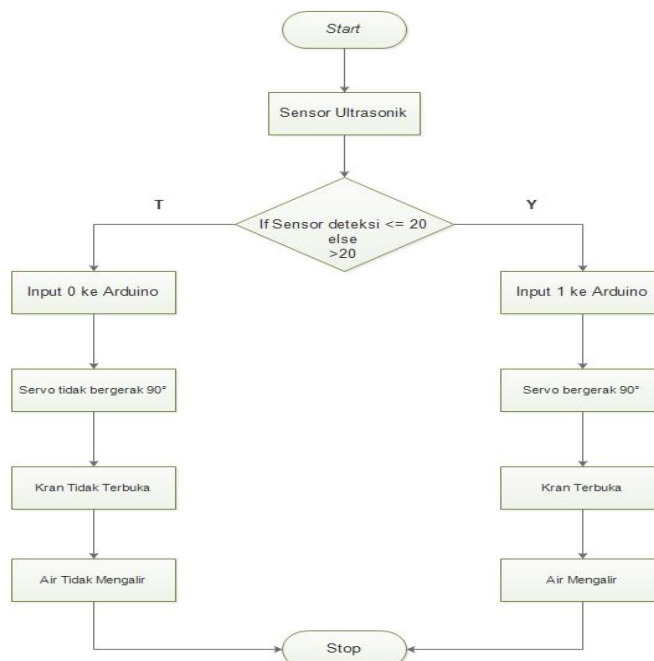 Start
Sensor Ultrasonik
T
Y
If Sensor deteksi <= 20
else
>20
Input 0 ke Arduino
Input 1 ke Arduino
Servo tidak bergerak 90°
Servo bergerak 90°
Kran Tidak Terbuka
Kran Terbuka
Air Tidak Mengalir
Air Mengalir
Stop